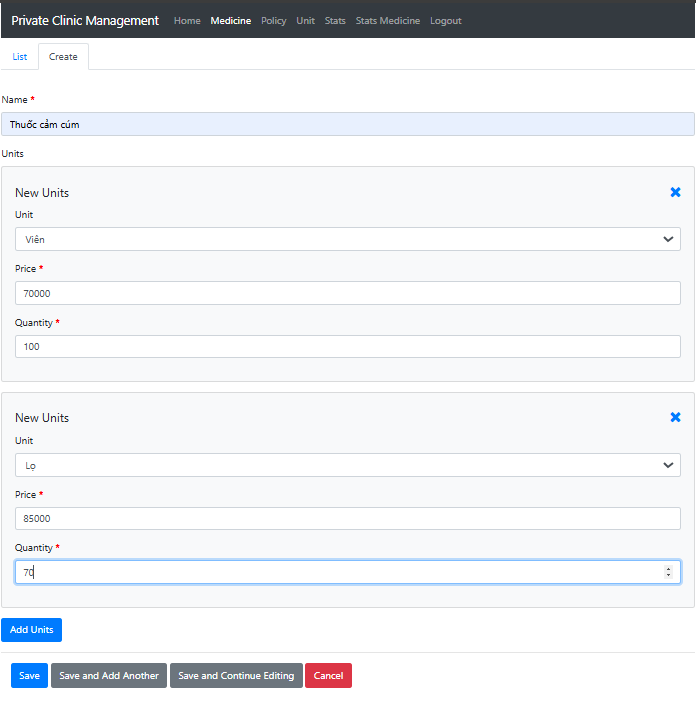 Private Clinic Management Home Medicine Policy Unit Stats Stats Medicine Logout
List Create
Name *
Thuốc cảm cúm
Units
New Units
Unit
Viên
Price *
70000
Quantity *
100
New Units
Unit
Lọ
Price *
85000
Quantity *
70
Add Units
Save Save and Add Another Save and Continue Editing Cancel